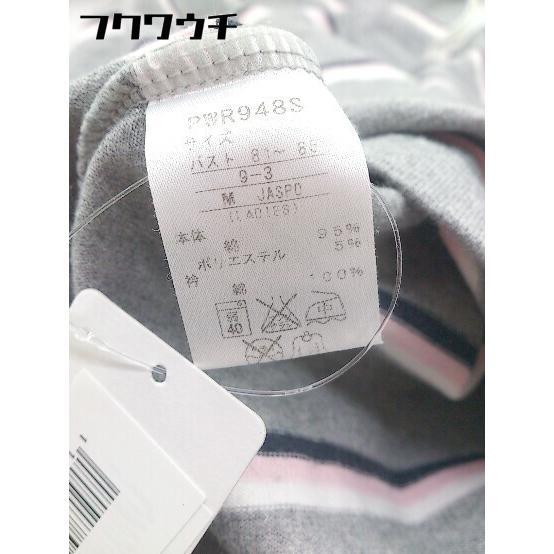 フクワウチ
PWR948S
サイズ
バスト 81～ 85
9-3
M JASPO
(LADIES)
本体 綿 95%
ポリエステル 5%
衿 綿 100%
弱
40